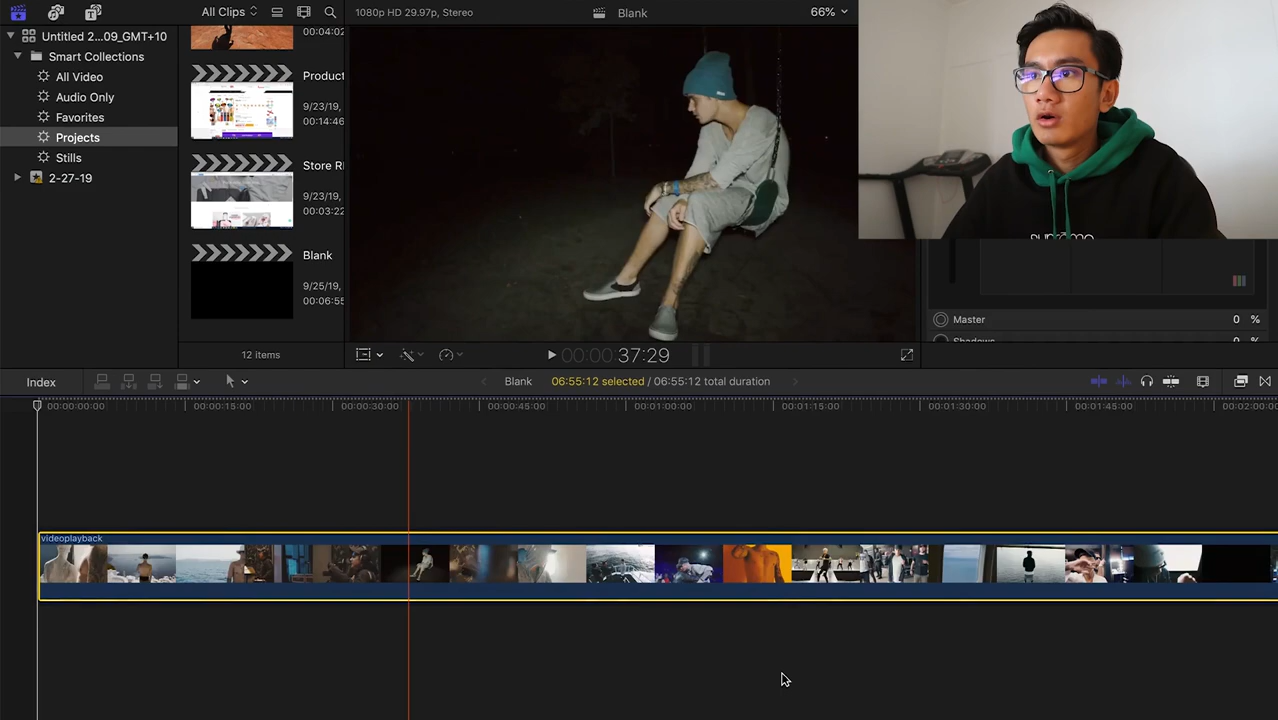 All Clips
1080p HD 29.97p, Stereo
Blank
66%
Untitled 2...09_GMT+10
Smart Collections
All Video
Audio Only
Favorites
Projects
Stills
2-27-19
00:04:02
Product
9/23/19,
00:14:46
Store R
9/23/19,
00:03:22
Blank
9/25/19,
00:06:55
12 items
00:00:37:29
Master
0 %
Shadows
0 %
Index
Blank
06:55:12 selected / 06:55:12 total duration
00:00:00:00
00:00:15:00
00:00:30:00
00:00:45:00
00:01:00:00
00:01:15:00
00:01:30:00
00:01:45:00
00:02:00:00
videoplayback